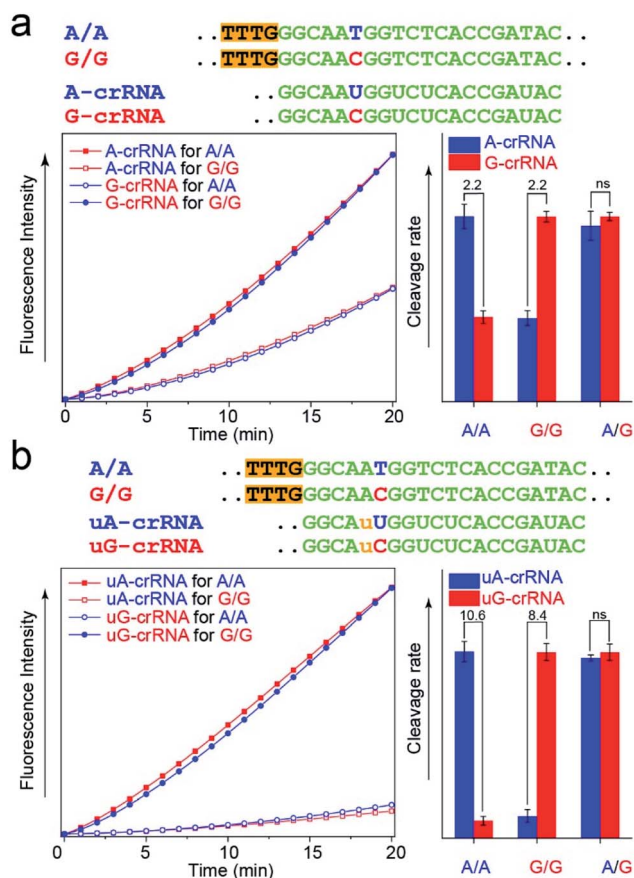 a
A/A ..TTTGGGCAATGGTCTCACCGATAC..
G/G ..TTTGGGCAACGGTCTCACCGATAC..
A-crRNA ..GGCAAUGGUCUCACCGAUAC
G-crRNA ..GGCAACGGUCUCACCGAUAC
Fluorescence Intensity
A-crRNA for A/A
A-crRNA for G/G
G-crRNA for A/A
G-crRNA for G/G
0 5 10 15 20
Time (min)
Cleavage rate
A-crRNA
G-crRNA
2.2 2.2 ns
A/A G/G A/G
b
A/A ..TTTGGGCAATGGTCTCACCGATAC..
G/G ..TTTGGGCAACGGTCTCACCGATAC..
uA-crRNA ..GGCAuUGGUCUCACCGAUAC
uG-crRNA ..GGCAuCGGUCUCACCGAUAC
Fluorescence Intensity
uA-crRNA for A/A
uA-crRNA for G/G
uG-crRNA for A/A
uG-crRNA for G/G
0 5 10 15 20
Time (min)
Cleavage rate
uA-crRNA
uG-crRNA
10.6 8.4 ns
A/A G/G A/G